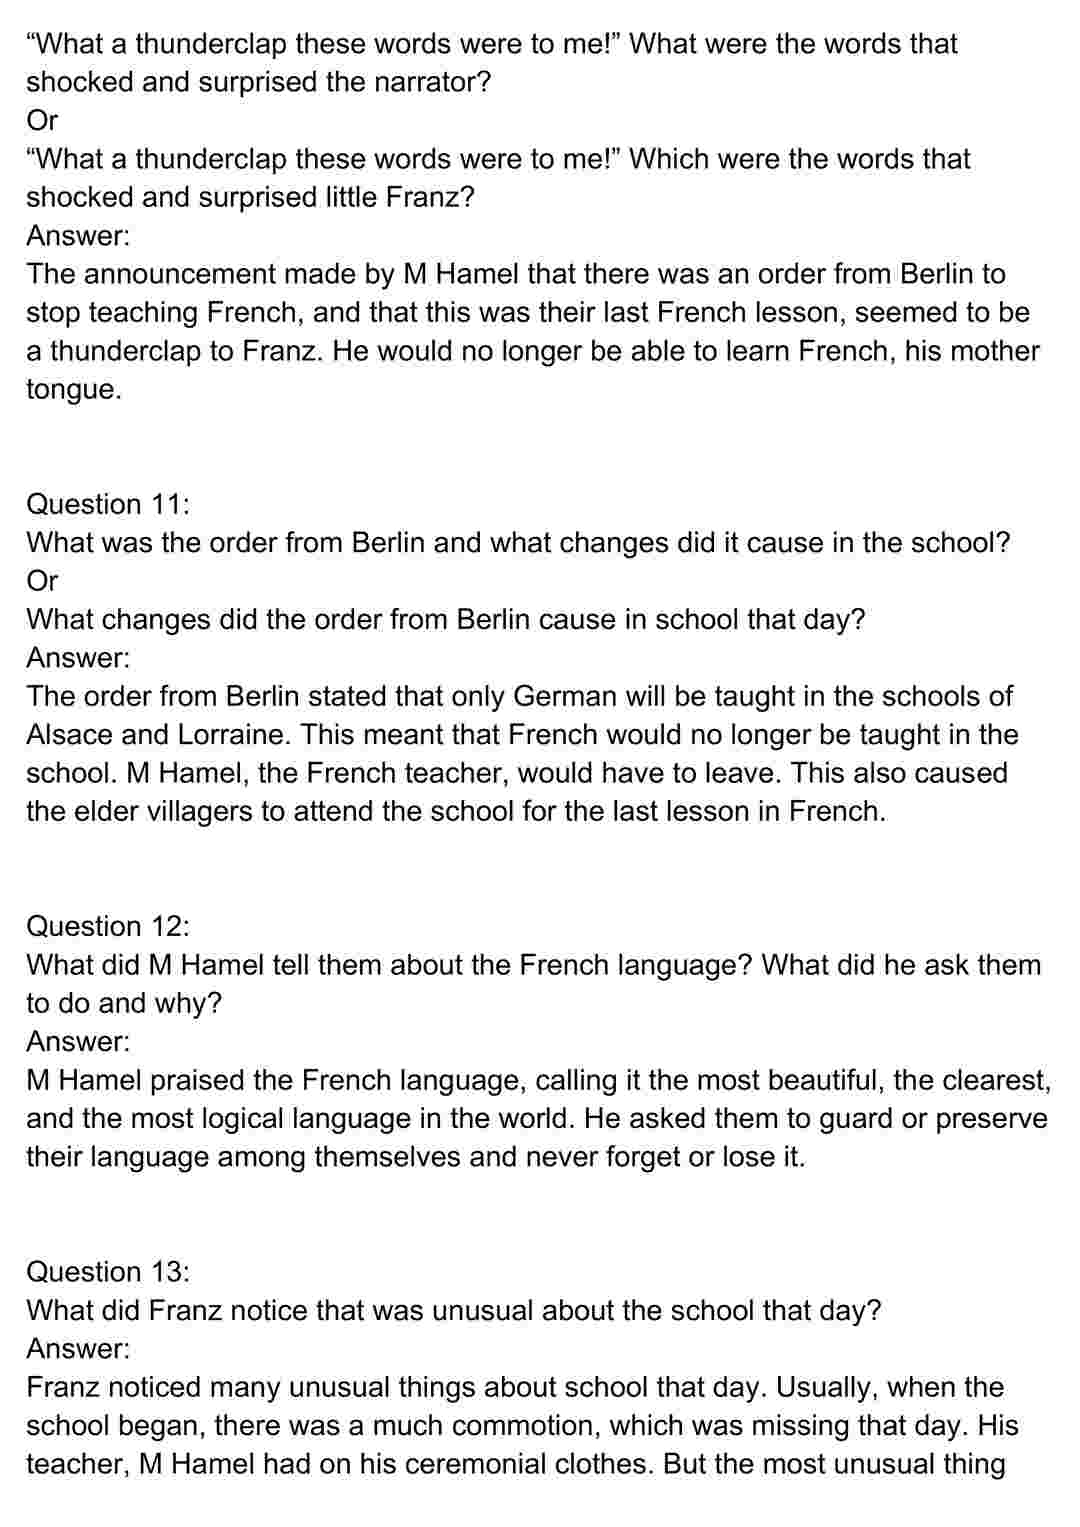 “What a thunderclap these words were to me!” What were the words that
shocked and surprised the narrator?
Or
“What a thunderclap these words were to me!” Which were the words that
shocked and surprised little Franz?
Answer:
The announcement made by M Hamel that there was an order from Berlin to
stop teaching French, and that this was their last French lesson, seemed to be
a thunderclap to Franz. He would no longer be able to learn French, his mother
tongue.
Question 11:
What was the order from Berlin and what changes did it cause in the school?
Or
What changes did the order from Berlin cause in school that day?
Answer:
The order from Berlin stated that only German will be taught in the schools of
Alsace and Lorraine. This meant that French would no longer be taught in the
school. M Hamel, the French teacher, would have to leave. This also caused
the elder villagers to attend the school for the last lesson in French.
Question 12:
What did M Hamel tell them about the French language? What did he ask them
to do and why?
Answer:
M Hamel praised the French language, calling it the most beautiful, the clearest,
and the most logical language in the world. He asked them to guard or preserve
their language among themselves and never forget or lose it.
Question 13:
What did Franz notice that was unusual about the school that day?
Answer:
Franz noticed many unusual things about school that day. Usually, when the
school began, there was a much commotion, which was missing that day. His
teacher, M Hamel had on his ceremonial clothes. But the most unusual thing